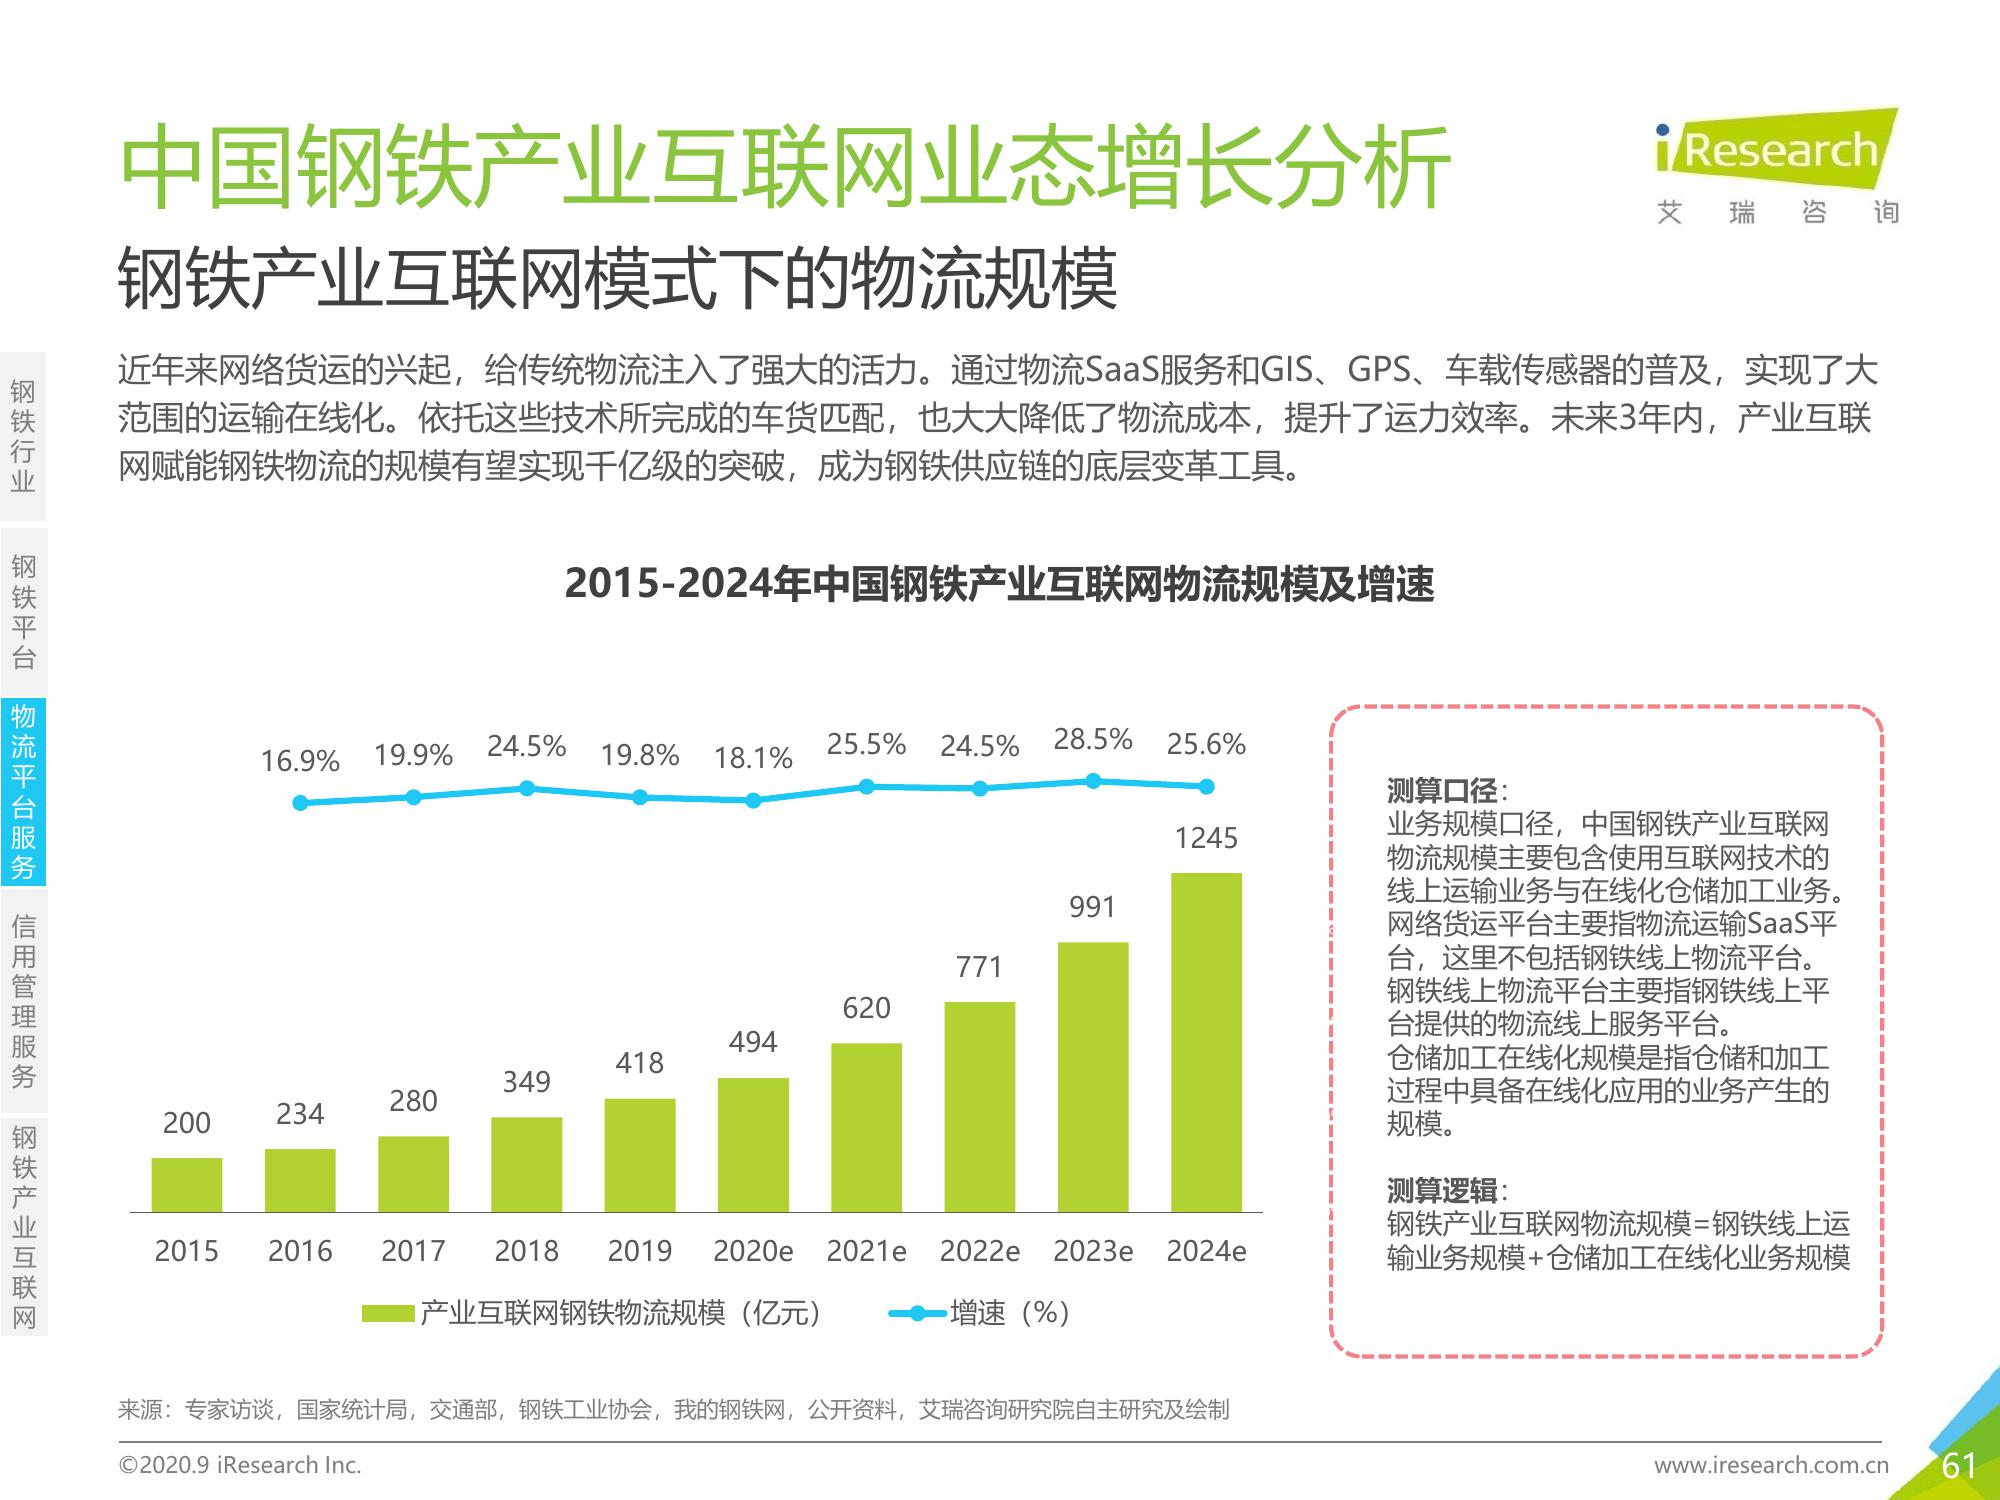 中国钢铁产业互联网业态增长分析
iResearch
艾瑞咨询
钢铁产业互联网模式下的物流规模
近年来网络货运的兴起，给传统物流注入了强大的活力。通过物流SaaS服务和GIS、GPS、车载传感器的普及，实现了大
范围的运输在线化。依托这些技术所完成的车货匹配，也大大降低了物流成本，提升了运力效率。未来3年内，产业互联
网赋能钢铁物流的规模有望实现千亿级的突破，成为钢铁供应链的底层变革工具。
钢铁行业
钢铁平台
物流平台服务
信用管理服务
钢铁产业互联网
2015-2024年中国钢铁产业互联网物流规模及增速
16.9% 19.9% 24.5% 19.8% 18.1% 25.5% 24.5% 28.5% 25.6%
200 234 280 349 418 494 620 771 991 1245
2015 2016 2017 2018 2019 2020e 2021e 2022e 2023e 2024e
产业互联网钢铁物流规模（亿元） 增速（%）
测算口径：
业务规模口径，中国钢铁产业互联网
物流规模主要包含使用互联网技术的
线上运输业务与在线化仓储加工业务。
网络货运平台主要指物流运输SaaS平
台，这里不包括钢铁线上物流平台。
钢铁线上物流平台主要指钢铁线上平
台提供的物流线上服务平台。
仓储加工在线化规模是指仓储和加工
过程中具备在线化应用的业务产生的
规模。
测算逻辑：
钢铁产业互联网物流规模=钢铁线上运
输业务规模+仓储加工在线化业务规模
来源：专家访谈，国家统计局，交通部，钢铁工业协会，我的钢铁网，公开资料，艾瑞咨询研究院自主研究及绘制
©2020.9 iResearch Inc.
www.iresearch.com.cn
61